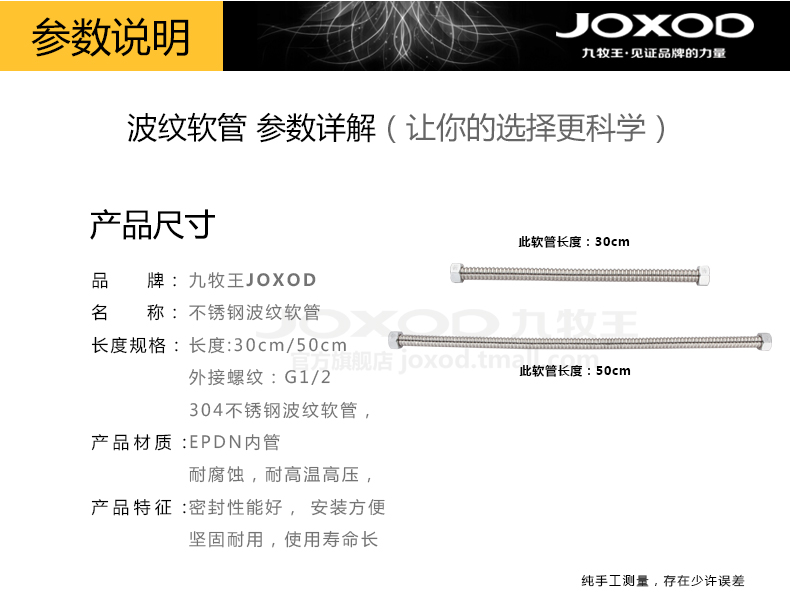 参数说明
JOXOD
九牧王·见证品牌的力量
波纹软管 参数详解（让你的选择更科学）
产品尺寸
品 牌：九牧王JOXOD
名 称：不锈钢波纹软管
长度规格：长度:30cm/50cm
外接螺纹：G1/2
304不锈钢波纹软管，
产品材质：EPDN内管
耐腐蚀，耐高温高压，
产品特征：密封性能好， 安装方便
坚固耐用，使用寿命长
此软管长度：30cm
JOXOD 九牧王
官方旗舰店 joxod.tmall.com
此软管长度：50cm
纯手工测量，存在少许误差